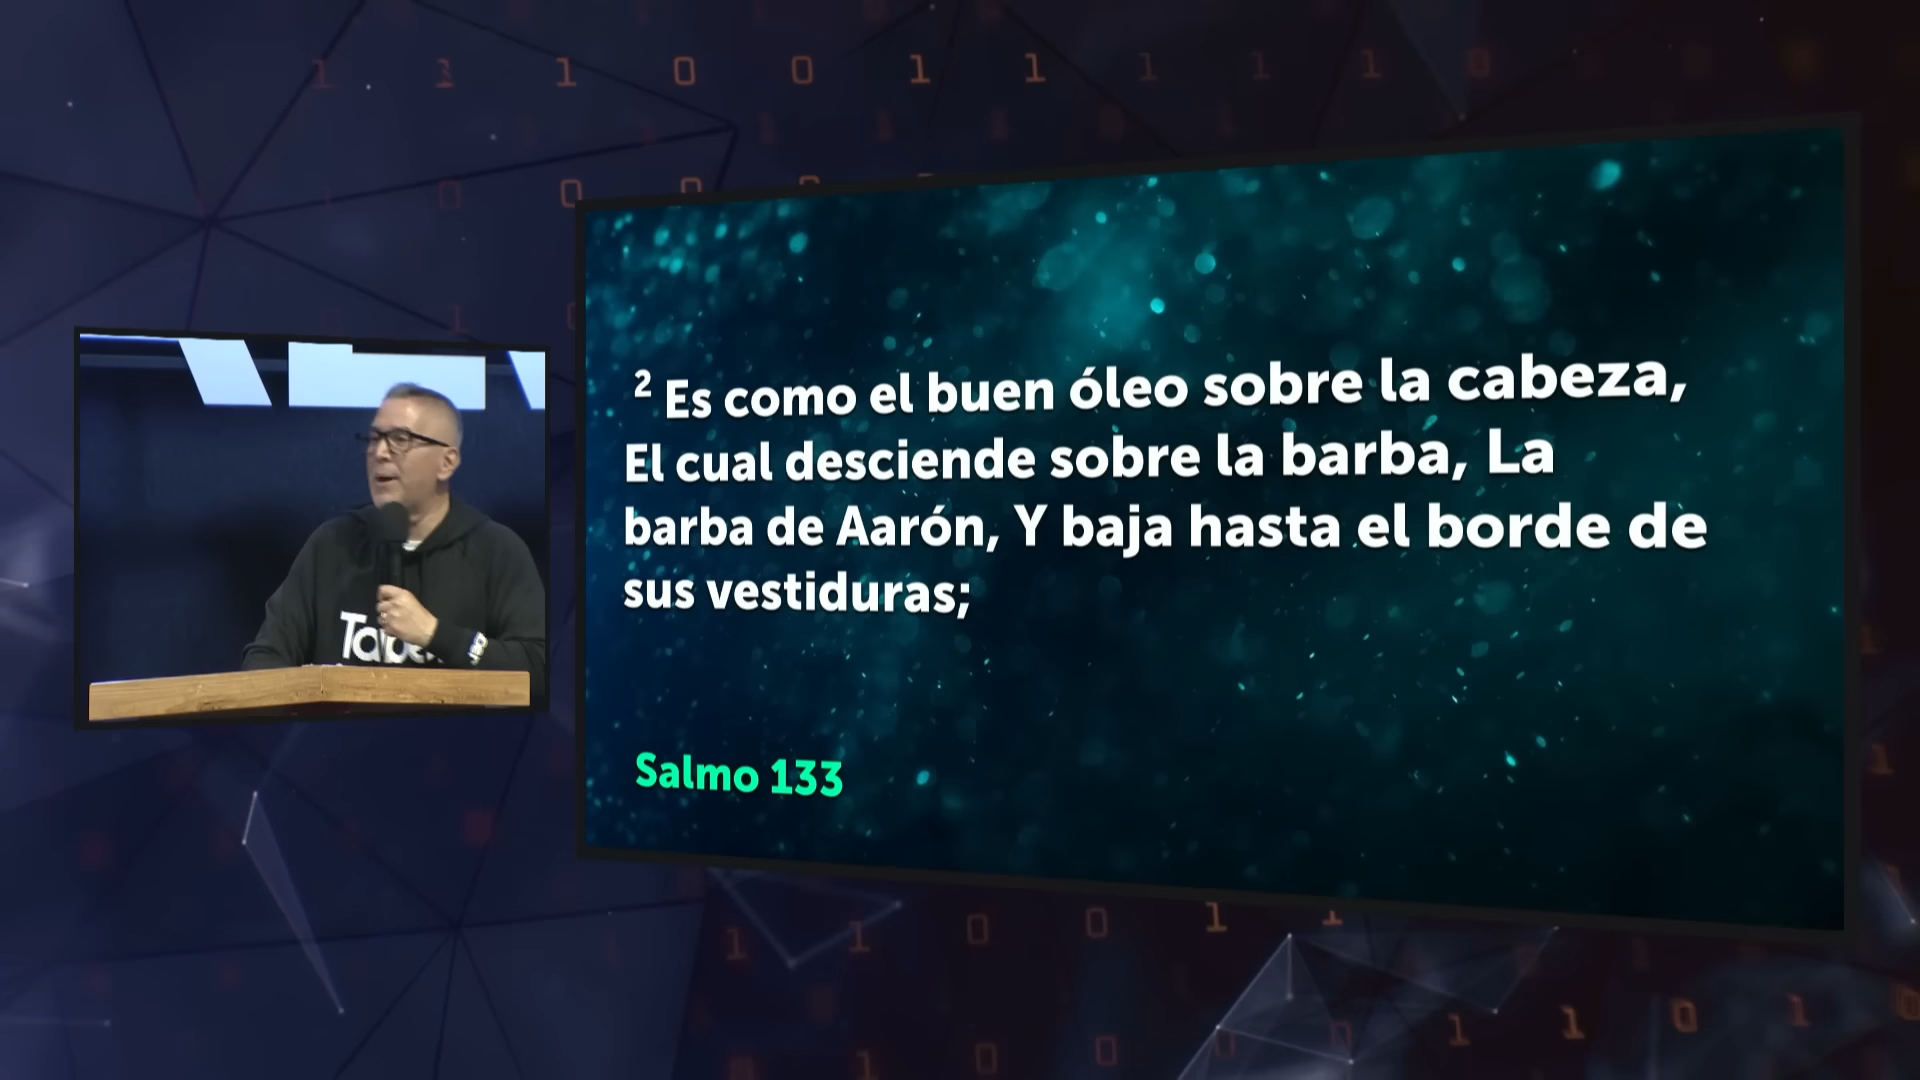 2 Es como el buen óleo sobre la cabeza,
El cual desciende sobre la barba, La
barba de Aarón, Y baja hasta el borde de
sus vestiduras;
Salmo 133